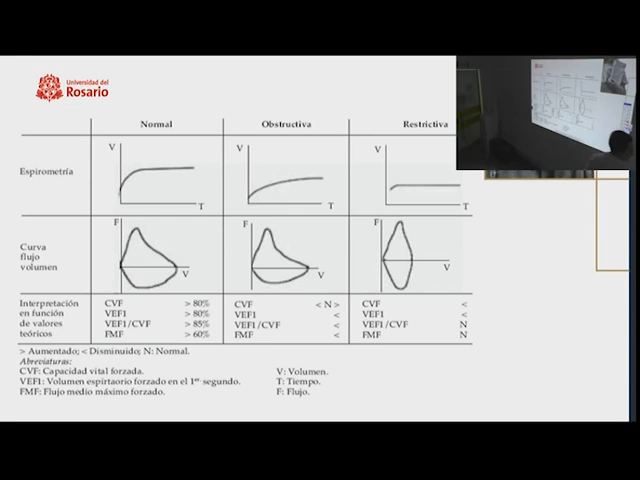 Universidad del
Rosario
Normal Obstructiva Restrictiva
Espirometría V T V T V
Curva
flujo
volumen
F V F V F V
Interpretación
en función
de valores
teóricos
CVF > 80% CVF < N > CVF <
VEF1 > 80% VEF1 < VEF1 <
VEF1/CVF > 85% VEF1/CVF < VEF1/CVF N
FMF > 60% FMF < FMF N
> Aumentado; < Disminuido; N: Normal.
Abreviaturas:
CVF: Capacidad vital forzada. V: Volumen.
VEF1: Volumen espirtaorio forzado en el 1er segundo. T: Tiempo.
FMF: Flujo medio máximo forzado. F: Flujo.